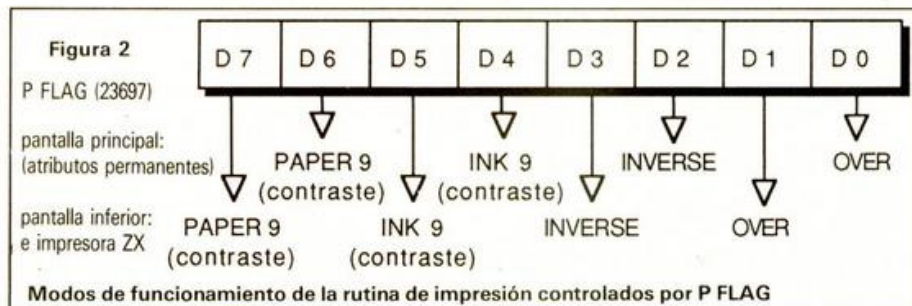 Figura 2
D 7 D 6 D 5 D 4 D 3 D 2 D 1 D 0
P FLAG (23697)
pantalla principal:
(atributos permanentes)
PAPER 9 INK 9 INVERSE OVER
(contraste) (contraste)
pantalla inferior:
e impresora ZX
PAPER 9 INK 9 INVERSE OVER
(contraste) (contraste)
Modos de funcionamiento de la rutina de impresión controlados por P FLAG